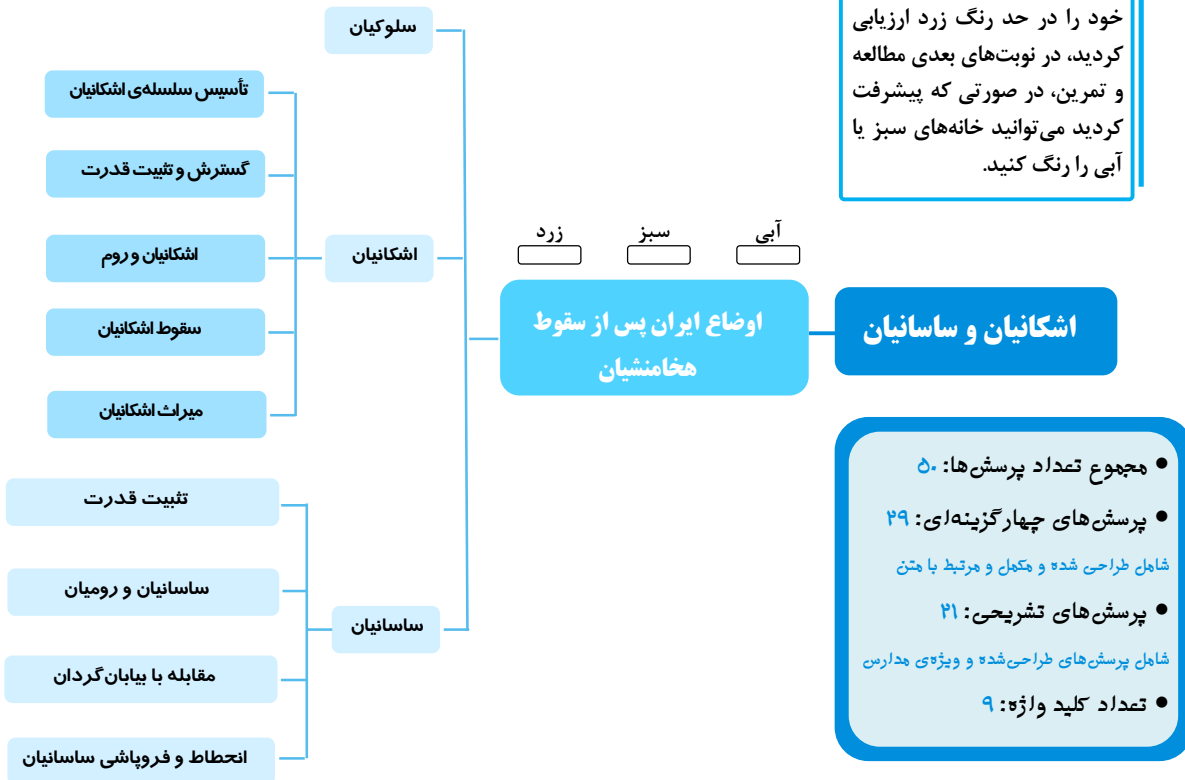 خود را در حد رنگ زرد ارزیابی
کردید، در نوبت‌های بعدی مطالعه
و تمرین، در صورتی که پیشرفت
کردید می‌توانید خانه‌های سبز یا
آبی را رنگ کنید.
آبی
سبز
زرد
اشکانیان و ساسانیان
اوضاع ایران پس از سقوط
هخامنشیان
سلوکیان
اشکانیان
تأسیس سلسله‌ی اشکانیان
گسترش و تثبیت قدرت
اشکانیان و روم
سقوط اشکانیان
میراث اشکانیان
ساسانیان
تثبیت قدرت
ساسانیان و رومیان
مقابله با بیابان‌گردان
انحطاط و فروپاشی ساسانیان
● مجموع تعداد پرسش‌ها: ۵۰
● پرسش‌های چهارگزینه‌ای: ۲۹
شامل طراحی شده و مکمل و مرتبط با متن
● پرسش‌های تشریحی: ۲۱
شامل پرسش‌های طراحی‌شده و ویژه‌ی مدارس
● تعداد کلید واژه: ۹